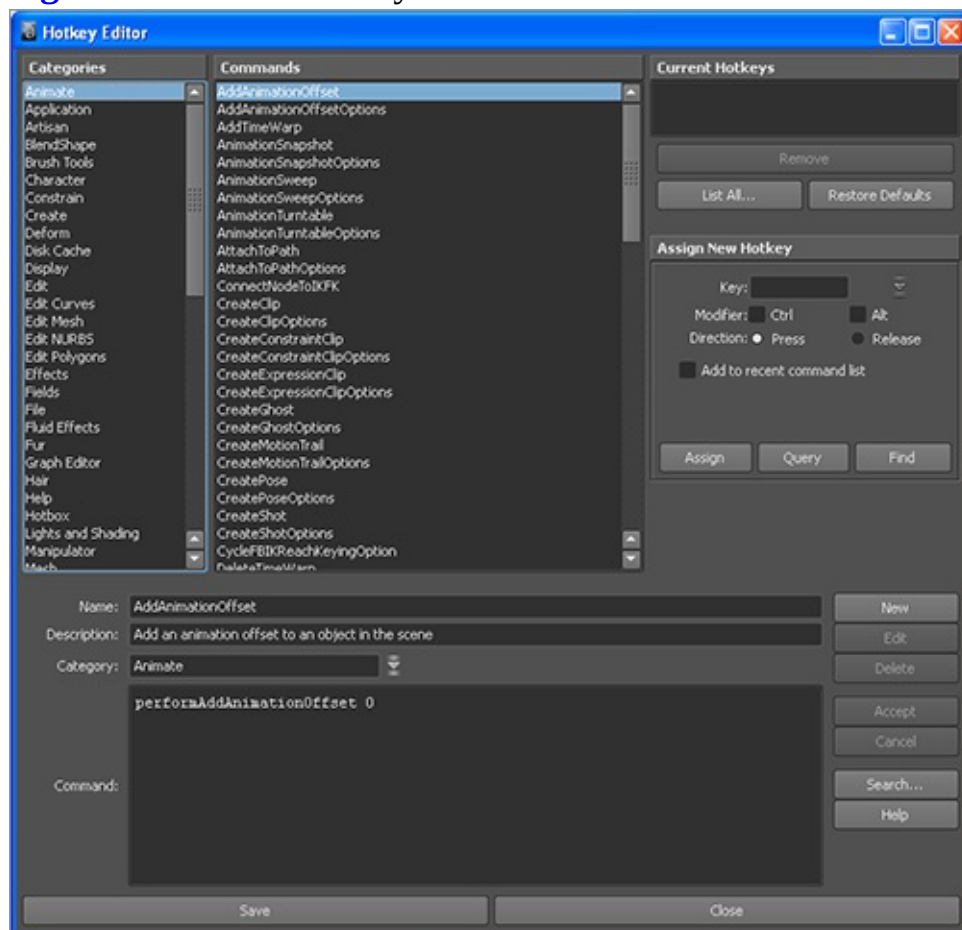 Hotkey Editor
Categories
Animate
Application
Artisan
BlendShape
Brush Tools
Character
Constrain
Create
Deform
Disk Cache
Display
Edit
Edit Curves
Edit Mesh
Edit NURBS
Edit Polygons
Effects
Fields
File
Fluid Effects
Fur
Graph Editor
Hair
Help
Hotbox
Lights and Shading
Manipulator
Mesh
Commands
AddAnimationOffset
AddAnimationOffsetOptions
AddTimeWarp
AnimationSnapshot
AnimationSnapshotOptions
AnimationSweep
AnimationSweepOptions
AnimationTurntable
AnimationTurntableOptions
AttachToPath
AttachToPathOptions
ConnectNodeToIKFK
CreateClip
CreateClipOptions
CreateConstraintClip
CreateConstraintClipOptions
CreateExpressionClip
CreateExpressionClipOptions
CreateGhost
CreateGhostOptions
CreateMotionTrail
CreateMotionTrailOptions
CreatePose
CreatePoseOptions
CreateShot
CreateShotOptions
CycleFBIKReachKeyingOption
DeleteTimeWarp
Current Hotkeys
Remove
List All... Restore Defaults
Assign New Hotkey
Key:
Modifier: Ctrl Alt
Direction: Press Release
Add to recent command list
Assign Query Find
Name: AddAnimationOffset New
Description: Add an animation offset to an object in the scene Edit
Category: Animate Delete
performAddAnimationOffset 0
Accept
Cancel
Command:
Search...
Help
Save Close